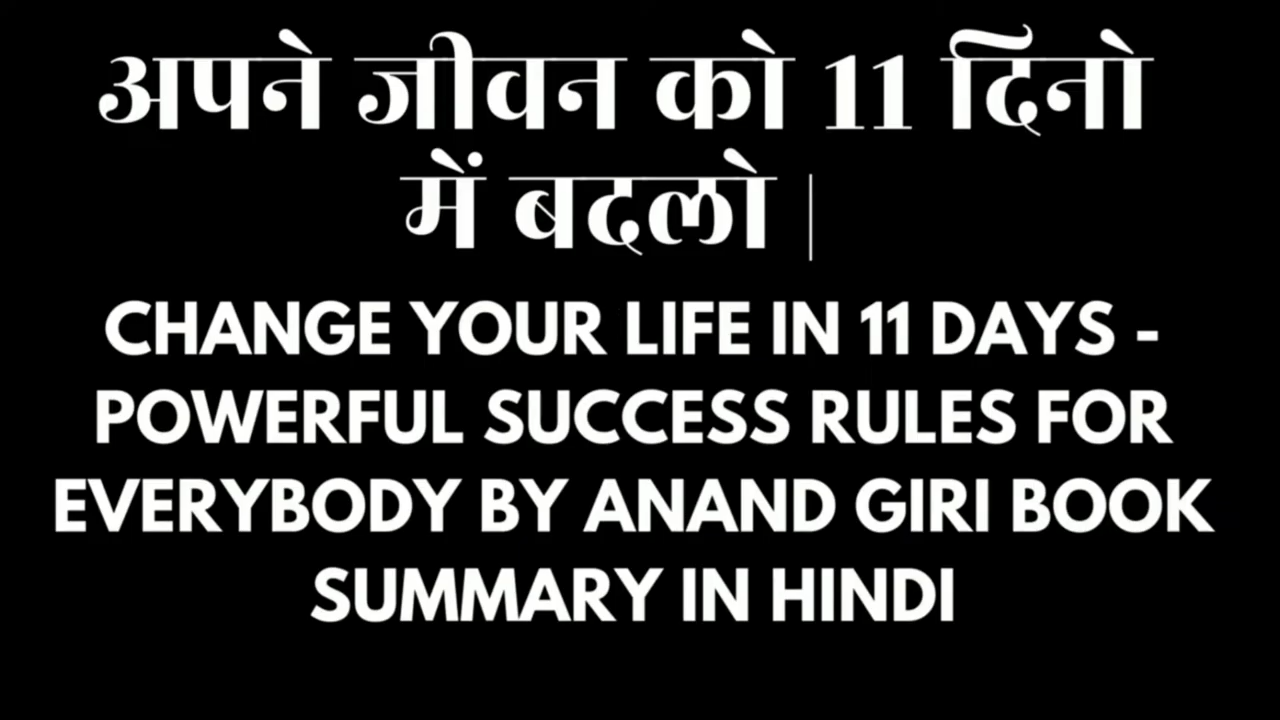 अपने जीवन को 11 दिनो
में बदलो |
CHANGE YOUR LIFE IN 11 DAYS -
POWERFUL SUCCESS RULES FOR
EVERYBODY BY ANAND GIRI BOOK
SUMMARY IN HINDI